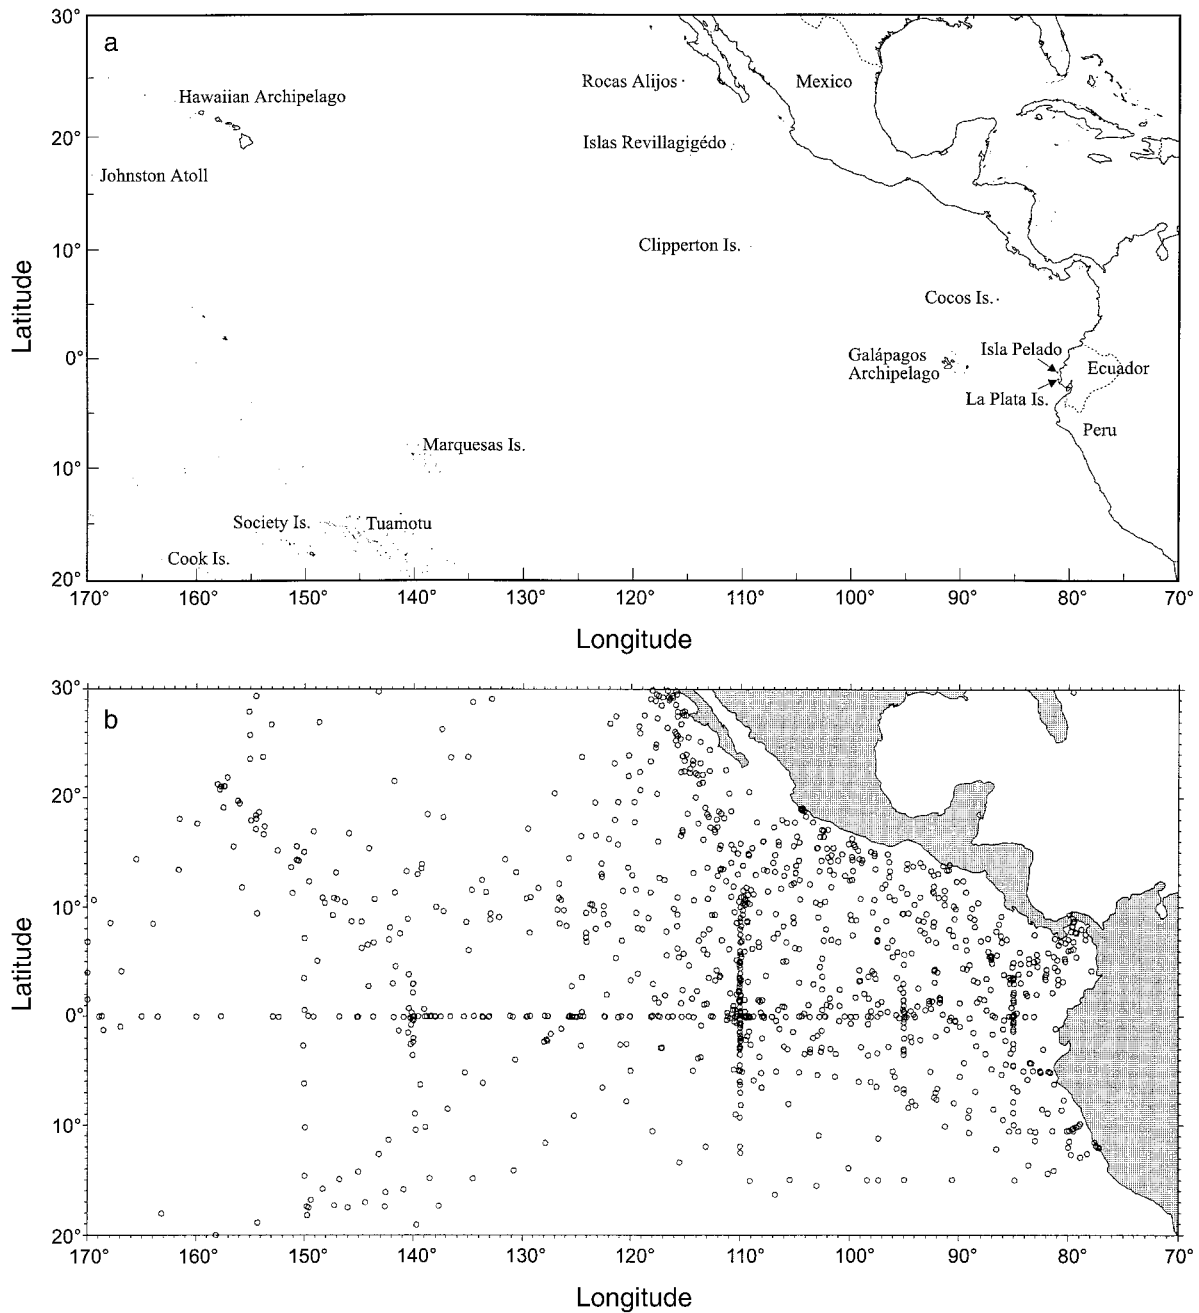 30°
a
Rocas Alijos
Mexico
Hawaiian Archipelago
20°
Islas Revillagigédo
Johnston Atoll
10°
Clipperton Is.
Latitude
Cocos Is.
Isla Pelado
0°
Galápagos
Archipelago
Ecuador
La Plata Is.
Peru
Marquesas Is.
10°
Society Is.
Tuamotu
Cook Is.
20°
170° 160° 150° 140° 130° 120° 110° 100° 90° 80° 70°
Longitude
30°
b
20°
10°
Latitude
0°
10°
20°
170° 160° 150° 140° 130° 120° 110° 100° 90° 80° 70°
Longitude